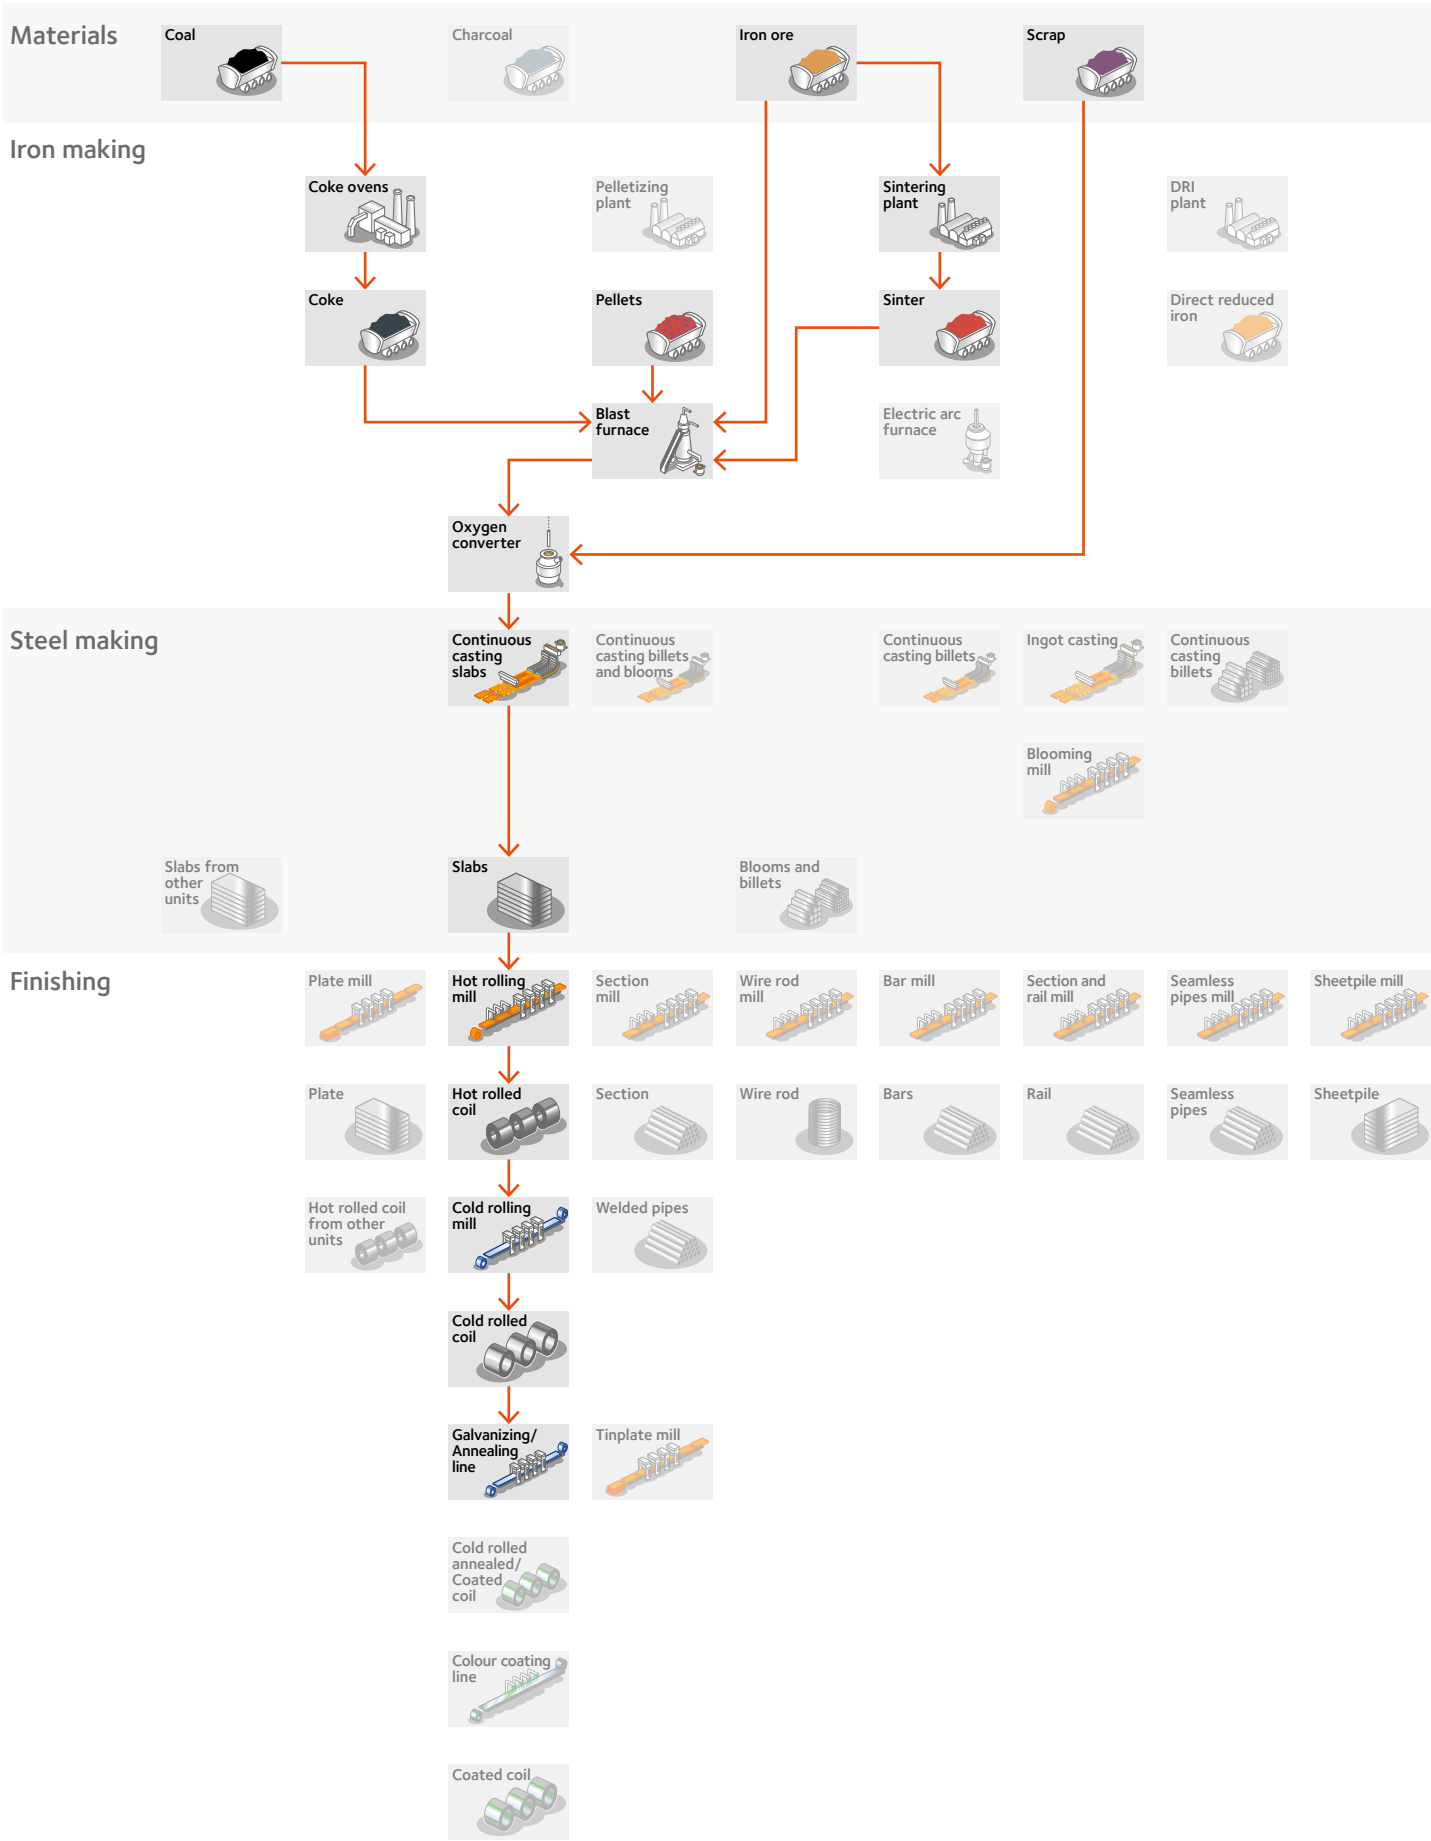 Materials
Coal
Charcoal
Iron ore
Scrap
Iron making
Coke ovens
Pelletizing
plant
Sintering
plant
DRI
plant
Coke
Pellets
Sinter
Direct reduced
iron
Blast
furnace
Electric arc
furnace
Oxygen
converter
Steel making
Continuous
casting
slabs
Continuous
casting billets
and blooms
Continuous
casting billets
Ingot casting
Continuous
casting
billets
Blooming
mill
Slabs from
other
units
Slabs
Blooms and
billets
Finishing
Plate mill
Hot rolling
mill
Section
mill
Wire rod
mill
Bar mill
Section and
rail mill
Seamless
pipes mill
Sheetpile mill
Plate
Hot rolled
coil
Section
Wire rod
Bars
Rail
Seamless
pipes
Sheetpile
Hot rolled coil
from other
units
Cold rolling
mill
Welded pipes
Cold rolled
coil
Galvanizing/
Annealing
line
Tinplate mill
Cold rolled
annealed/
Coated
coil
Colour coating
line
Coated coil